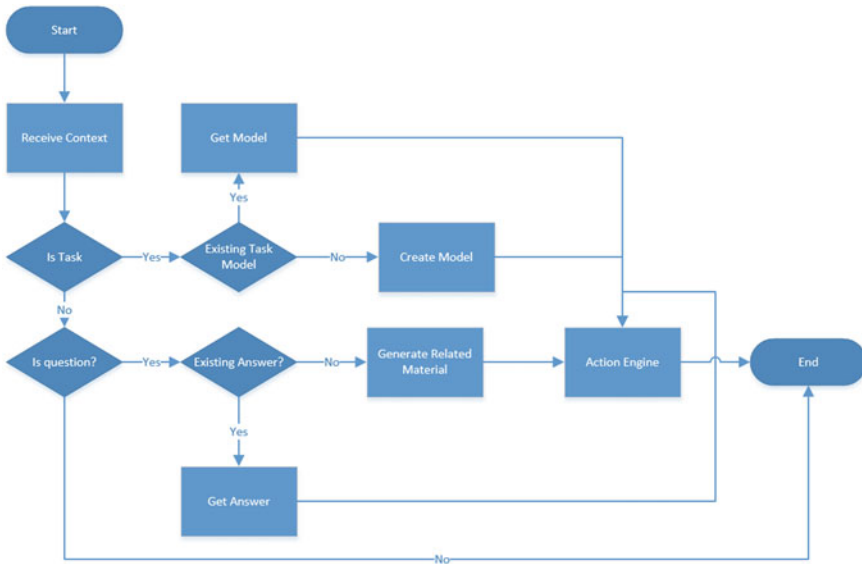 Start
Receive Context
Get Model
Yes
Is Task
Yes
Existing Task
Model
No
Create Model
No
Is question?
Yes
Existing Answer?
No
Generate Related
Material
Action Engine
End
Yes
Get Answer
No